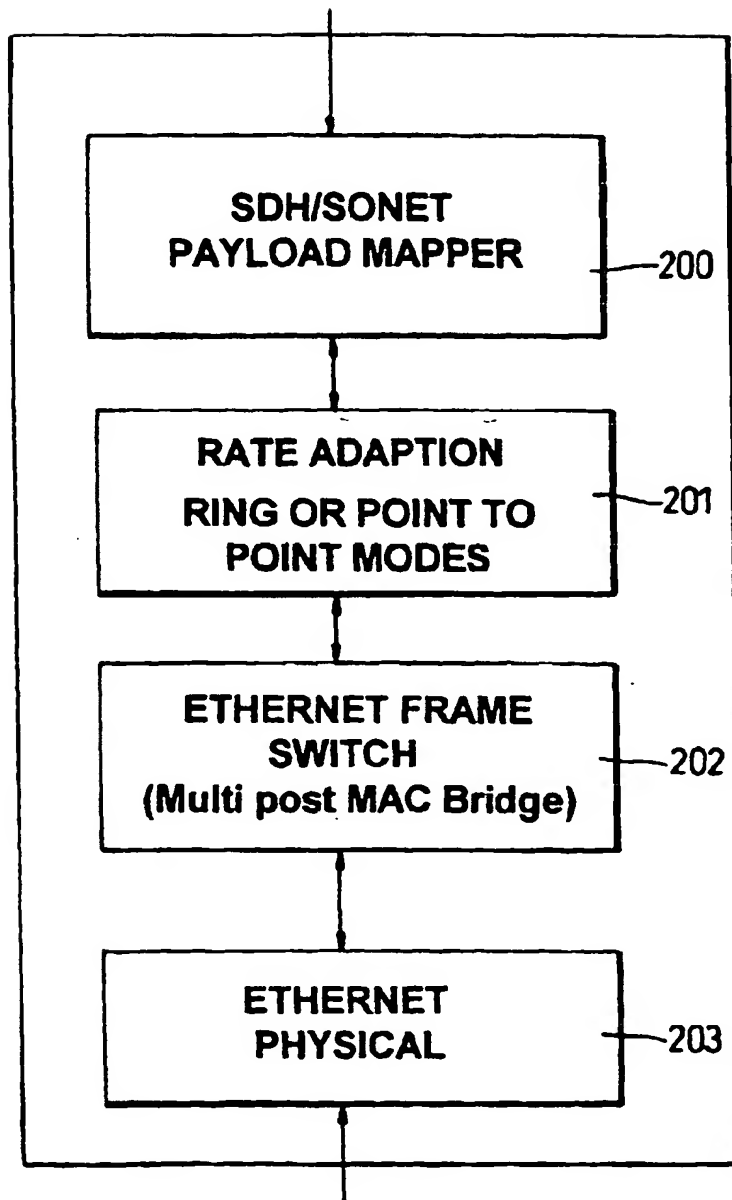 SDH/SONET
PAYLOAD MAPPER
200
RATE ADAPTION
RING OR POINT TO
POINT MODES
201
ETHERNET FRAME
SWITCH
(Multi post MAC Bridge)
202
ETHERNET
PHYSICAL
203